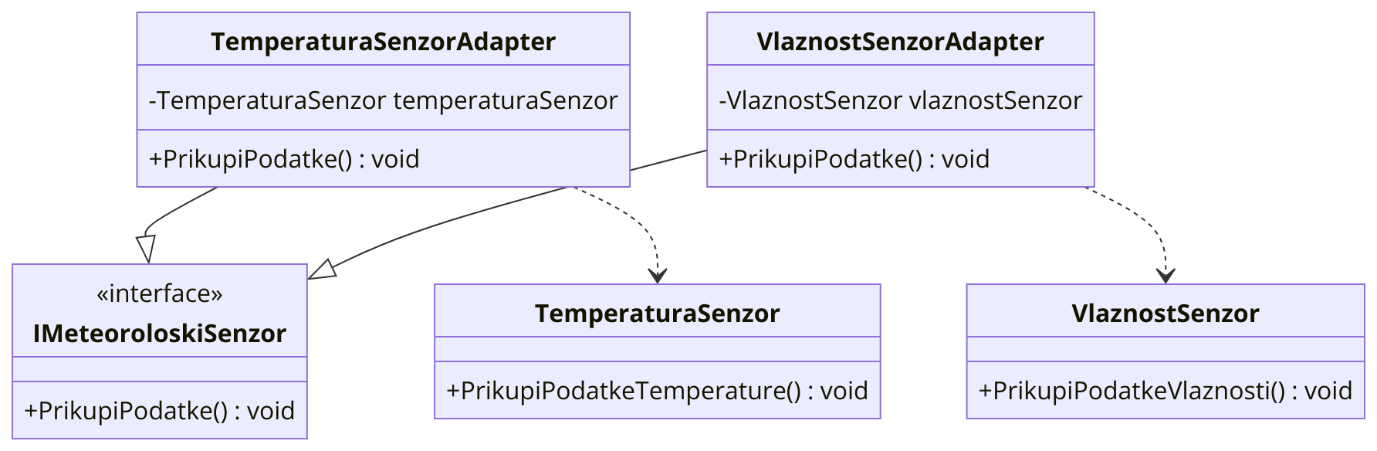 TemperaturaSenzorAdapter
-TemperaturaSenzor temperaturaSenzor
+PrikupiPodatke() : void
VlaznostSenzorAdapter
-VlaznostSenzor vlaznostSenzor
+PrikupiPodatke() : void
«interface»
IMeteoroloskiSenzor
+PrikupiPodatke() : void
TemperaturaSenzor
+PrikupiPodatkeTemperature() : void
VlaznostSenzor
+PrikupiPodatkeVlaznosti() : void